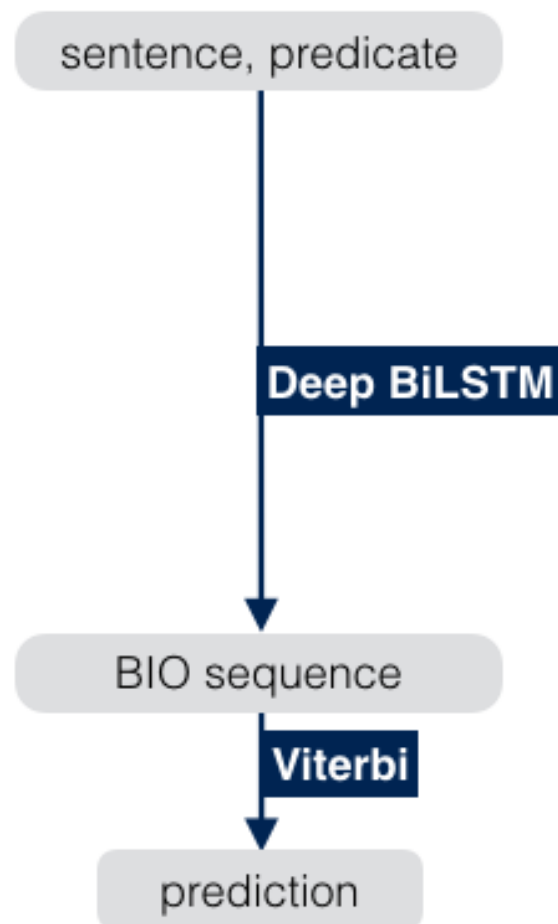 sentence, predicate
Deep BiLSTM
BIO sequence
Viterbi
prediction